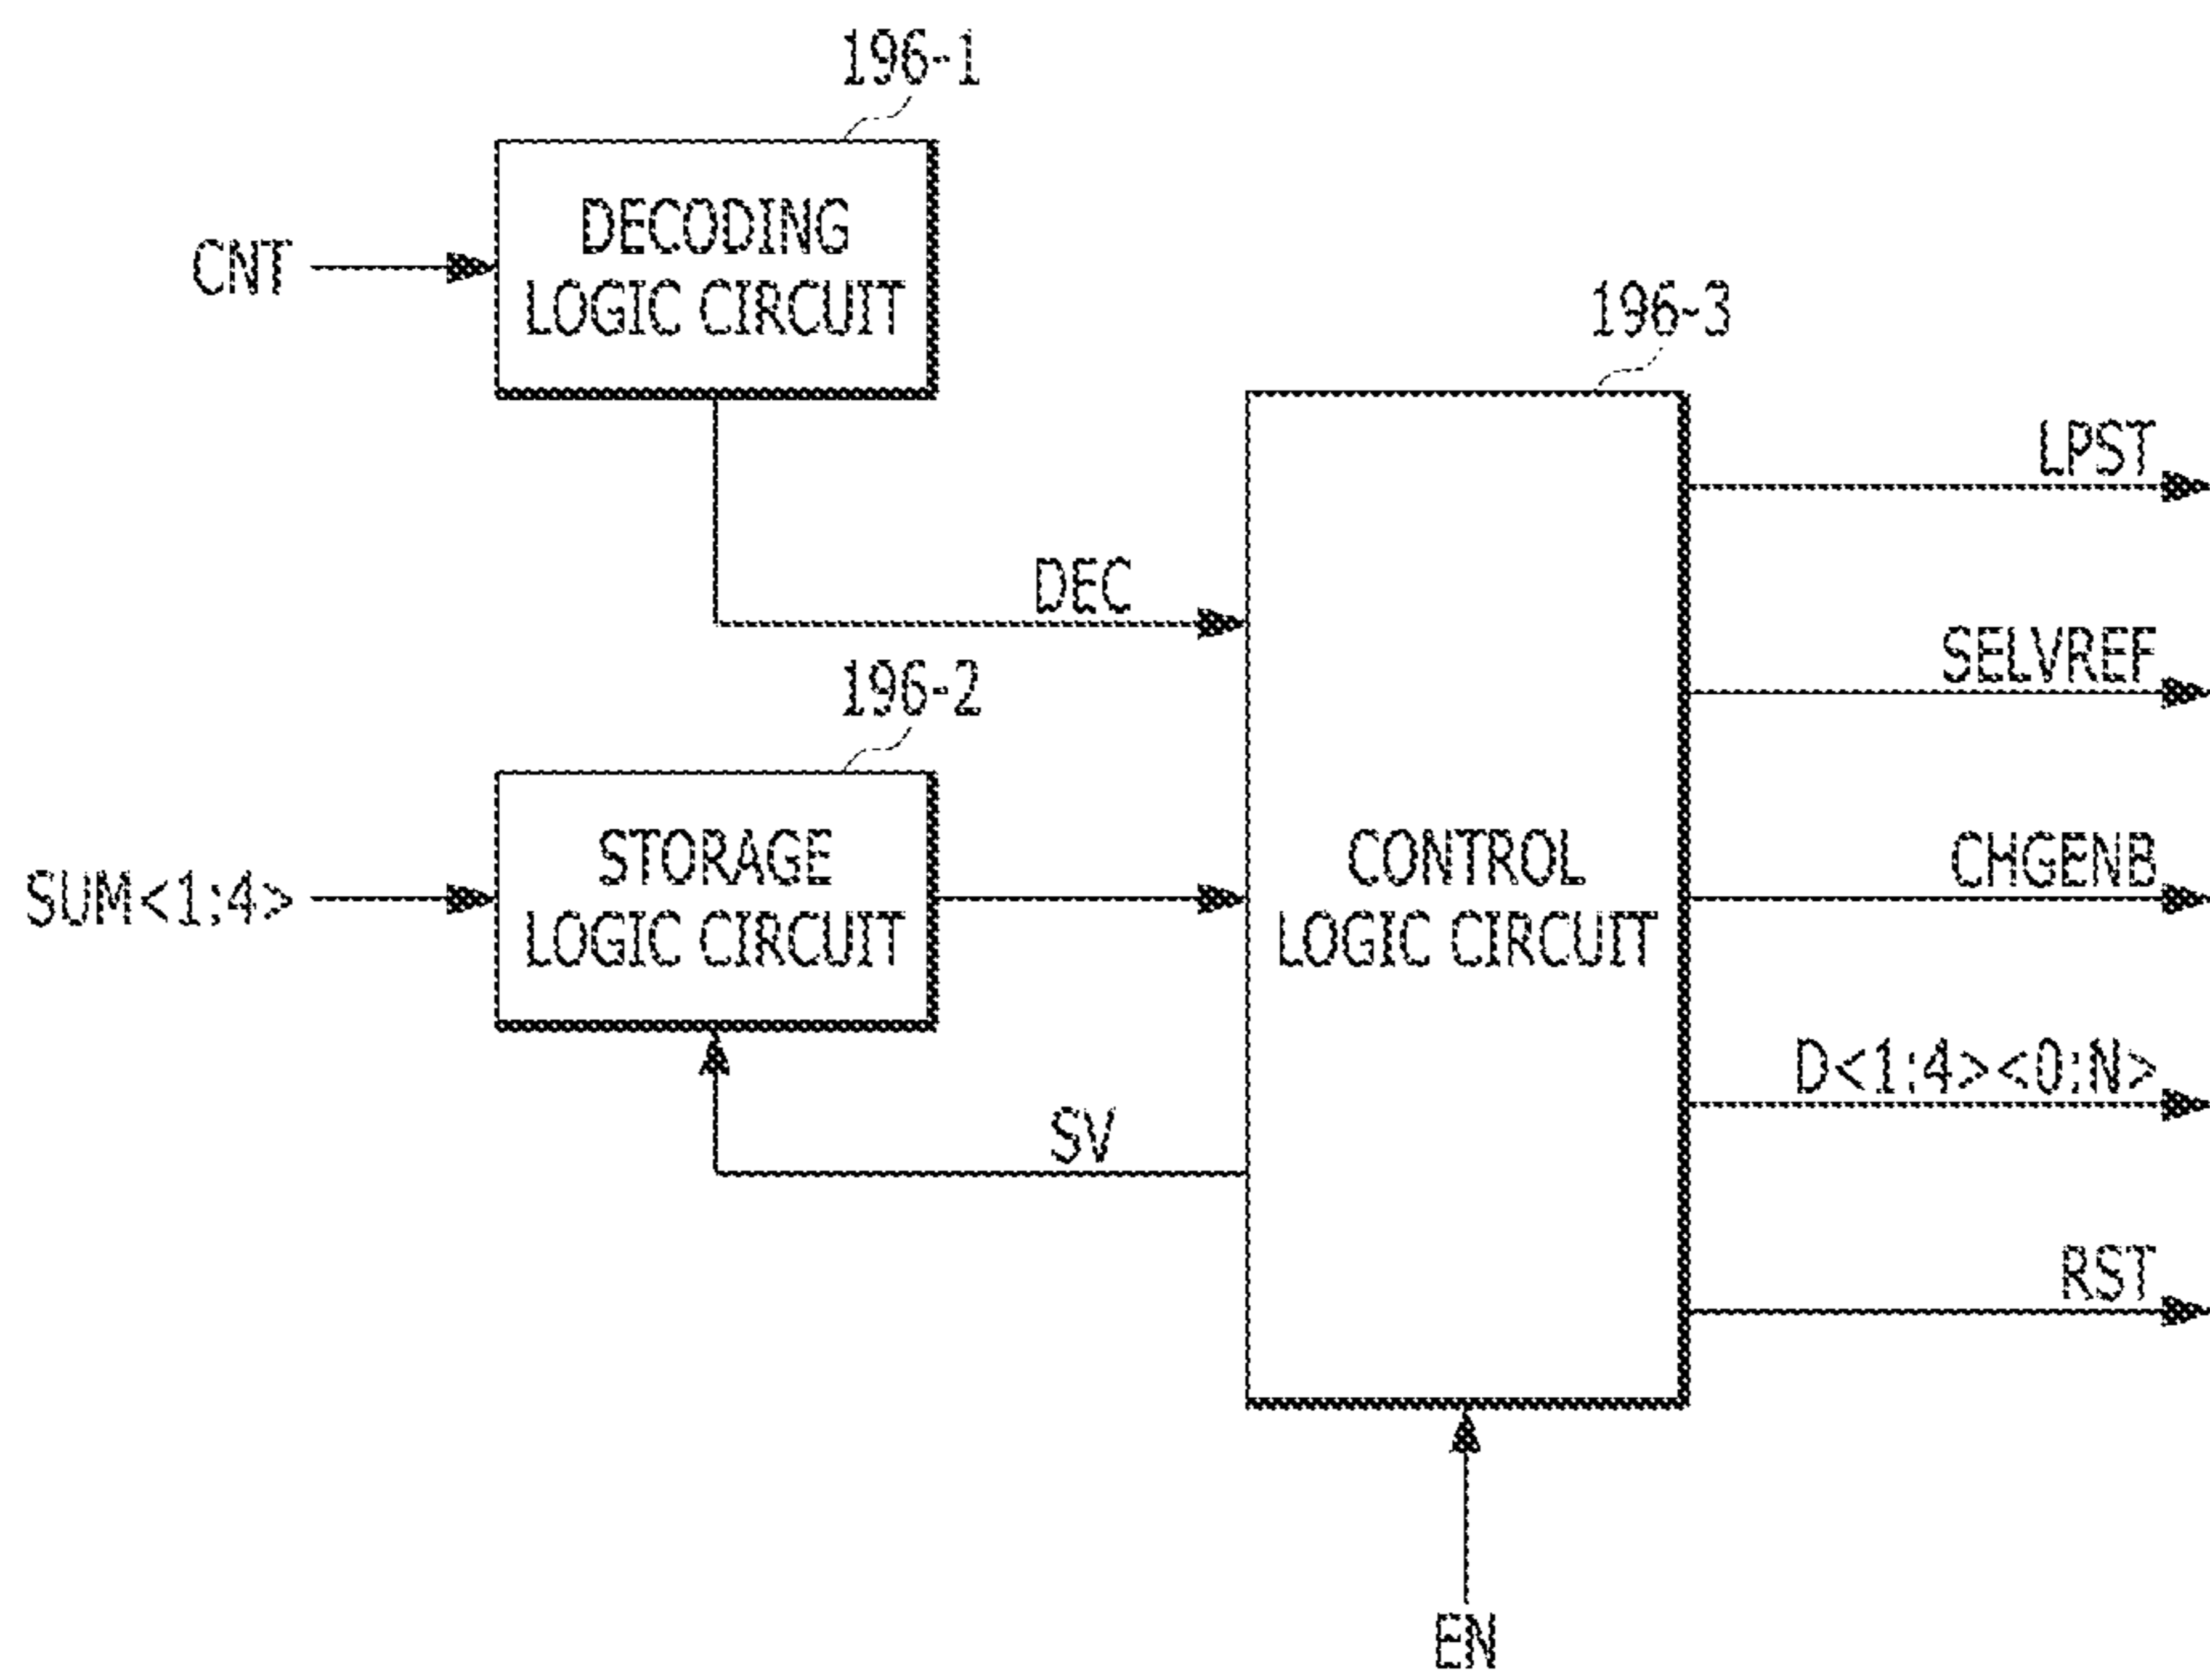 196-1
DECODING
LOGIC CIRCUIT
CNT
196-3
LPST
DEC
SELVREF
196-2
STORAGE
LOGIC CIRCUIT
SUM<1:4>
CONTROL
LOGIC CIRCUIT
CHGENB
D<1:4><0:N>
SV
RST
EN